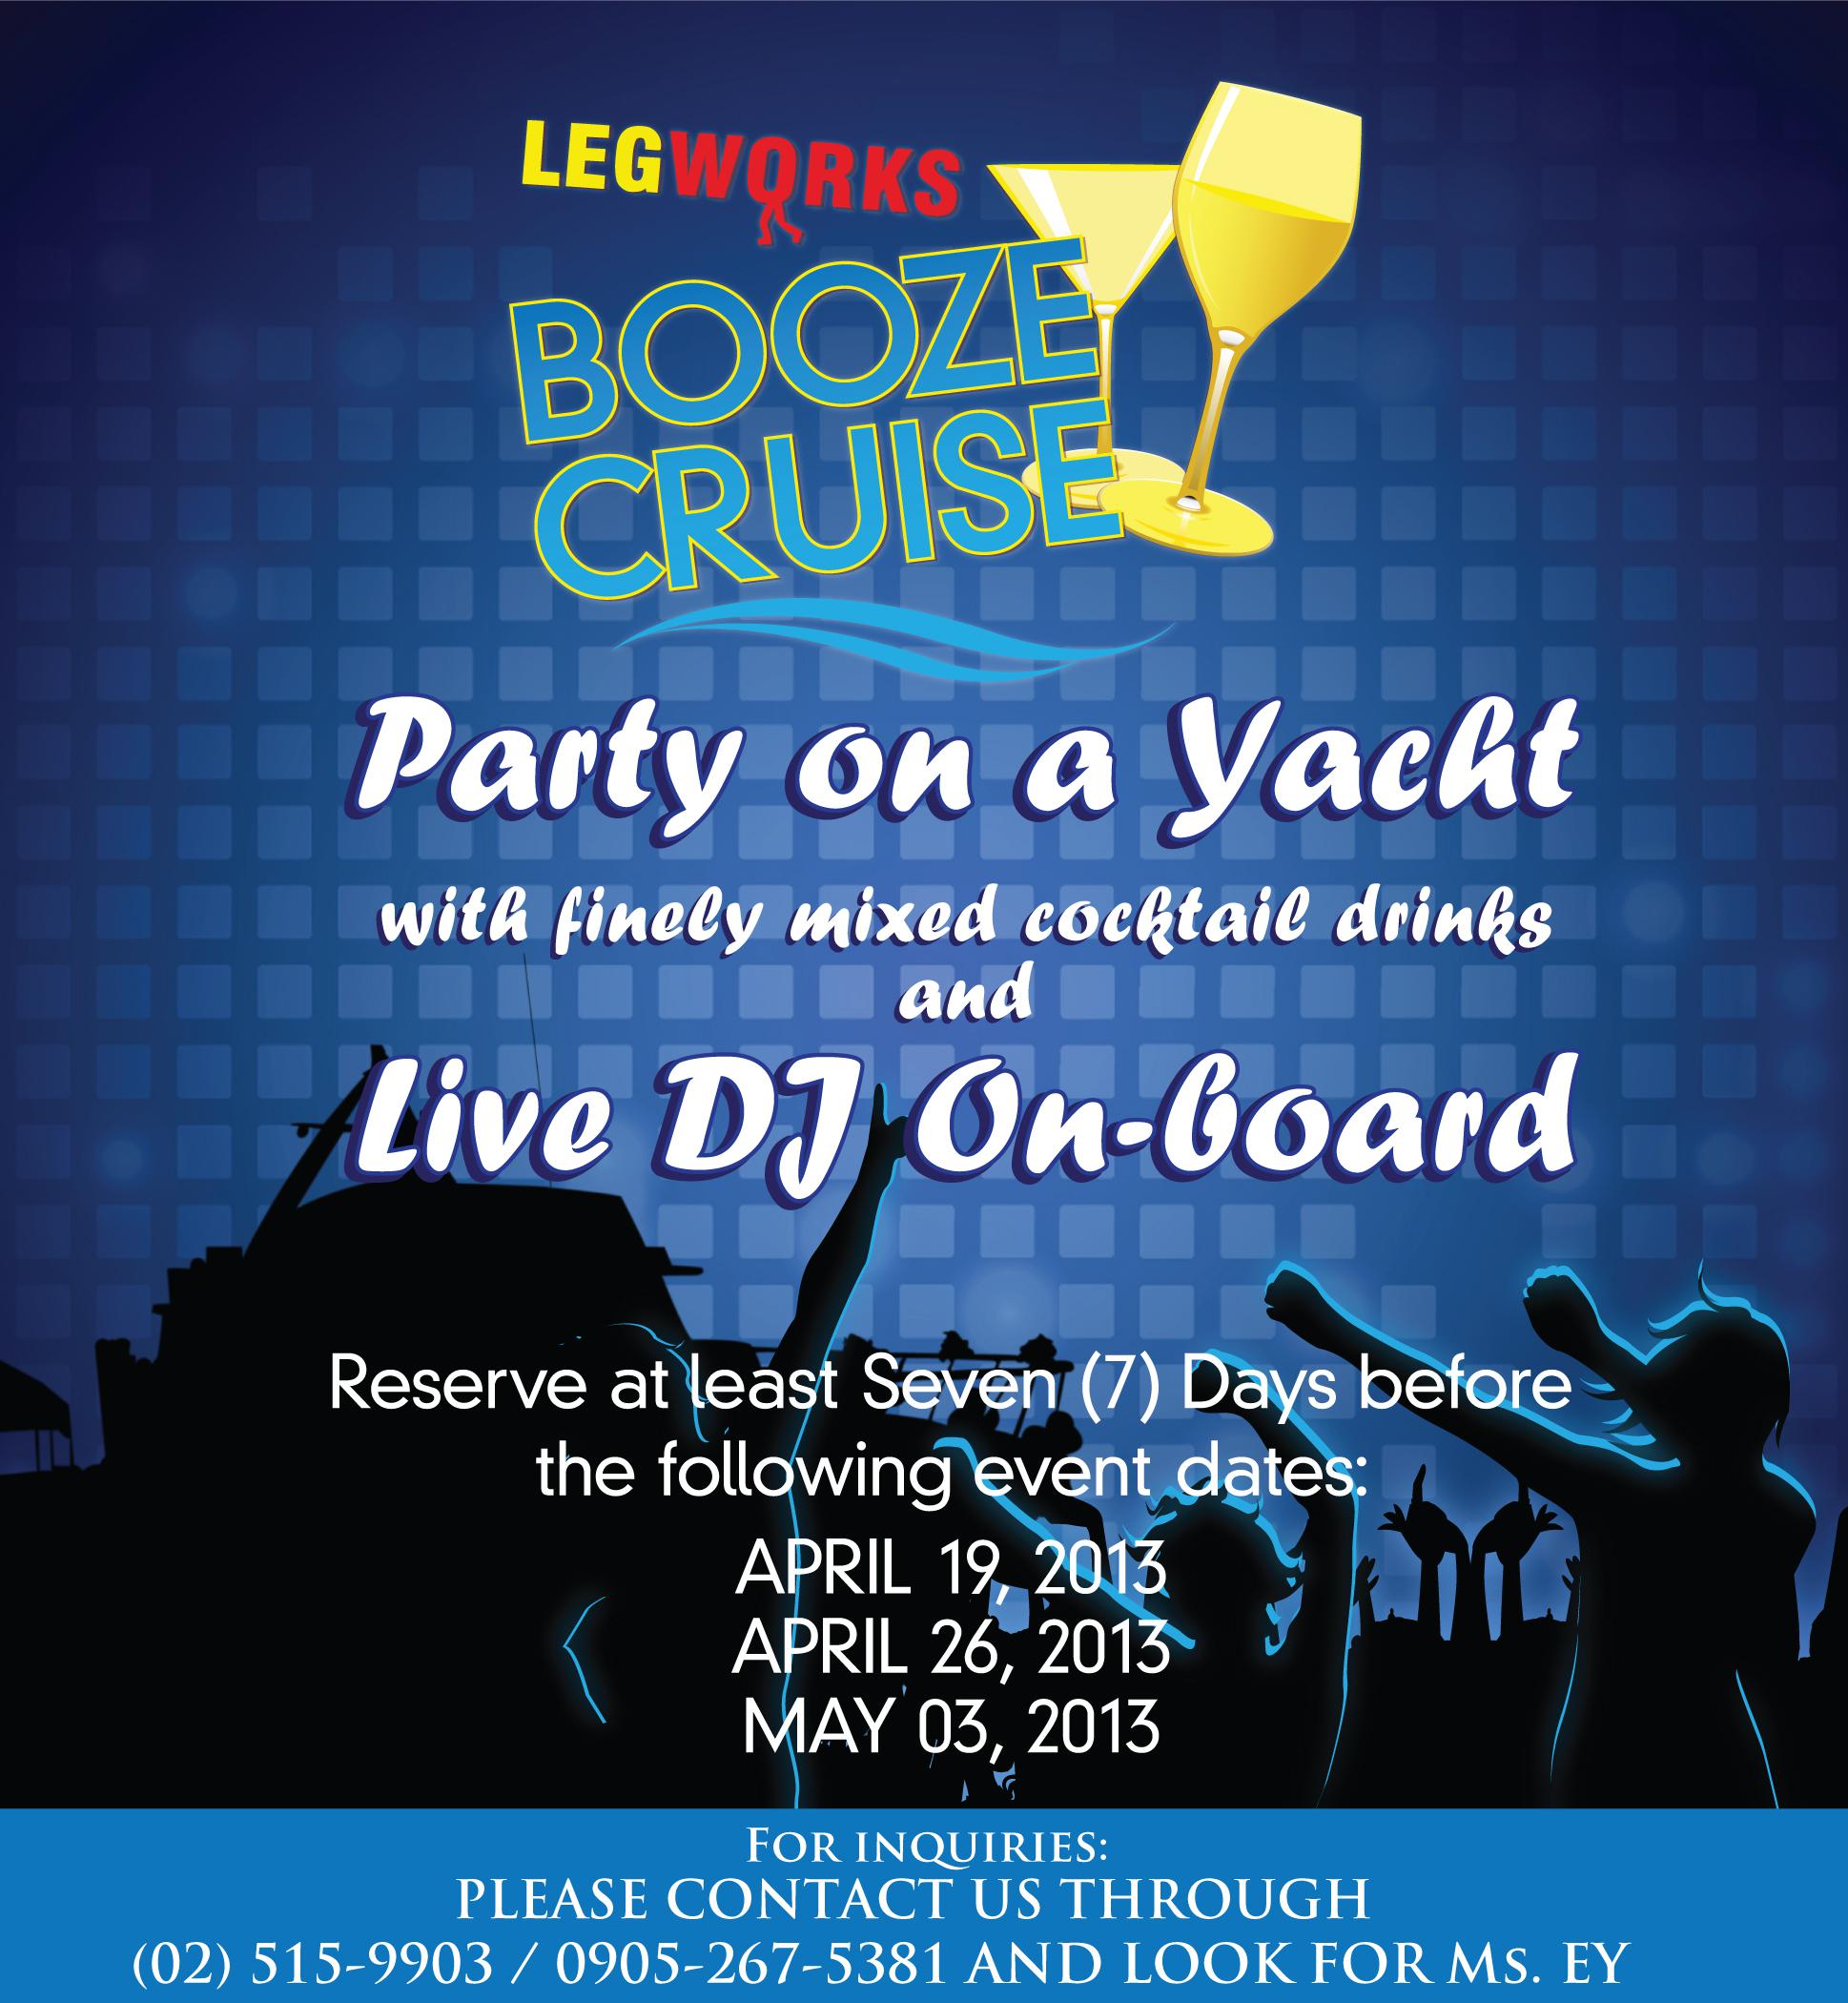 LEGWORKS
BOOZE
CRUISE
Party on a Yacht
with finely mixed cocktail drinks
and
Live DJ On-board
Reserve at least Seven (7) Days before
the following event dates:
APRIL 19, 2013
APRIL 26, 2013
MAY 03, 2013
FOR INQUIRIES:
PLEASE CONTACT US THROUGH
(02) 515-9903 / 0905-267-5381 AND LOOK FOR Ms. EY